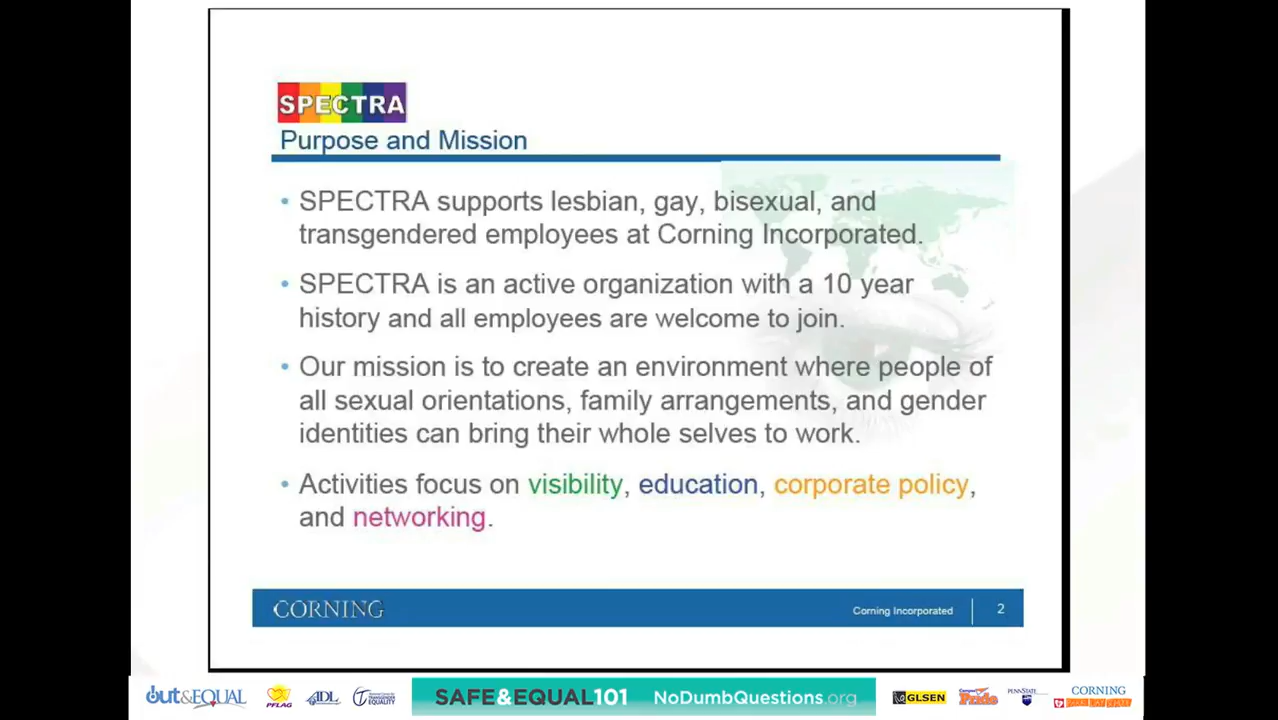 SPECTRA
Purpose and Mission
• SPECTRA supports lesbian, gay, bisexual, and
transgendered employees at Corning Incorporated.
• SPECTRA is an active organization with a 10 year
history and all employees are welcome to join.
• Our mission is to create an environment where people of
all sexual orientations, family arrangements, and gender
identities can bring their whole selves to work.
• Activities focus on visibility, education, corporate policy,
and networking.
CORNING
Corning Incorporated 2
out&EQUAL PFLAG ADL TRANSGENDER EQUALITY SAFE&EQUAL101 NoDumbQuestions.org GLSEN Pride PENNSTATE CORNING